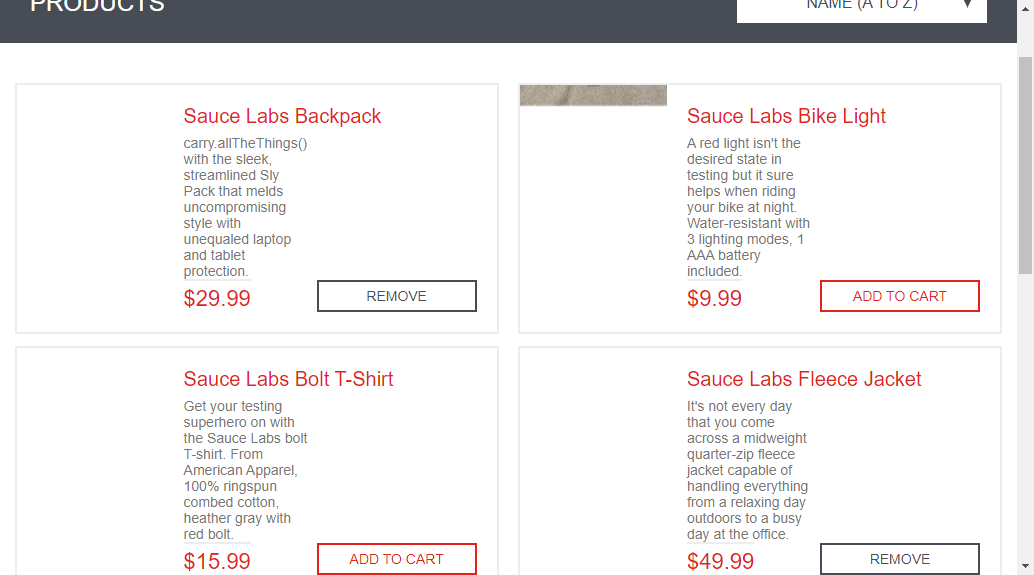 PRODUCTS
NAME (A TO Z)
Sauce Labs Backpack
carry.allTheThings()
with the sleek,
streamlined Sly
Pack that melds
uncompromising
style with
unequaled laptop
and tablet
protection.
$29.99
REMOVE
Sauce Labs Bike Light
A red light isn't the
desired state in
testing but it sure
helps when riding
your bike at night.
Water-resistant with
3 lighting modes, 1
AAA battery
included.
$9.99
ADD TO CART
Sauce Labs Bolt T-Shirt
Get your testing
superhero on with
the Sauce Labs bolt
T-shirt. From
American Apparel,
100% ringspun
combed cotton,
heather gray with
red bolt.
$15.99
ADD TO CART
Sauce Labs Fleece Jacket
It's not every day
that you come
across a midweight
quarter-zip fleece
jacket capable of
handling everything
from a relaxing day
outdoors to a busy
day at the office.
$49.99
REMOVE